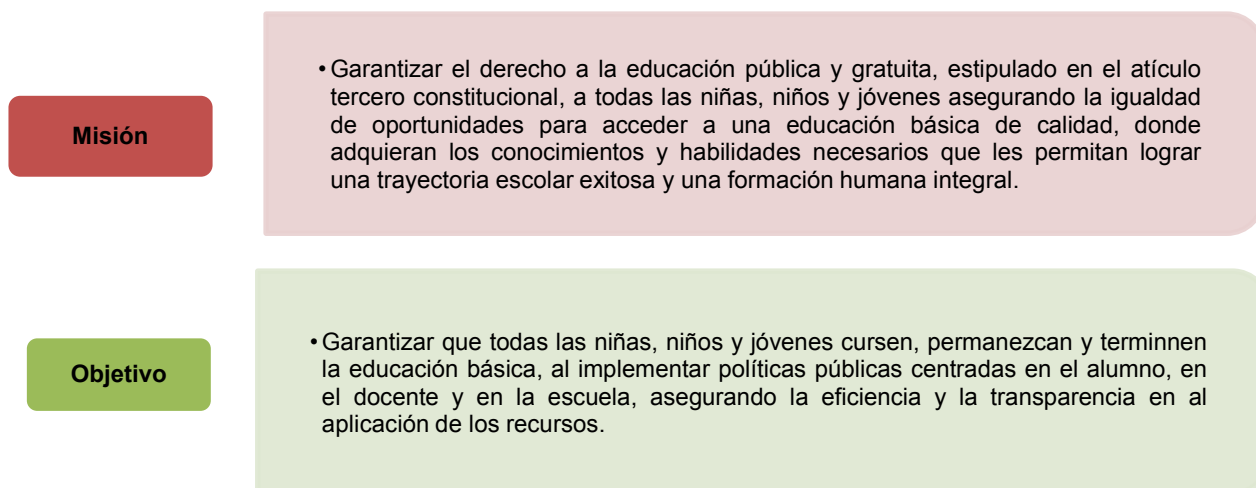 Misión
• Garantizar el derecho a la educación pública y gratuita, estipulado en el atículo
tercero constitucional, a todas las niñas, niños y jóvenes asegurando la igualdad
de oportunidades para acceder a una educación básica de calidad, donde
adquieran los conocimientos y habilidades necesarios que les permitan lograr
una trayectoria escolar exitosa y una formación humana integral.
Objetivo
• Garantizar que todas las niñas, niños y jóvenes cursen, permanezcan y terminnen
la educación básica, al implementar políticas públicas centradas en el alumno, en
el docente y en la escuela, asegurando la eficiencia y la transparencia en al
aplicación de los recursos.